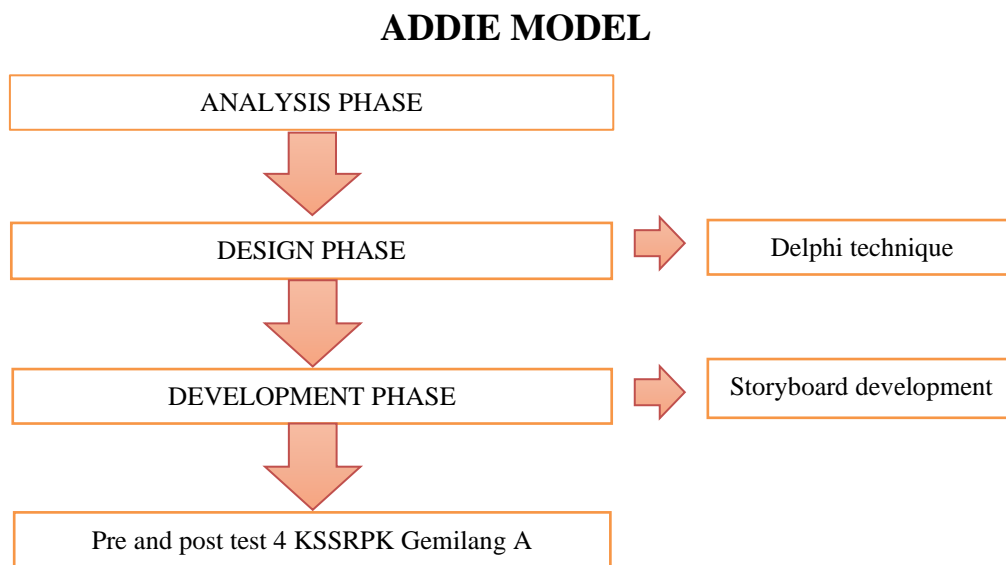 ADDIE MODEL
ANALYSIS PHASE
DESIGN PHASE
Delphi technique
DEVELOPMENT PHASE
Storyboard development
Pre and post test 4 KSSRPK Gemilang A